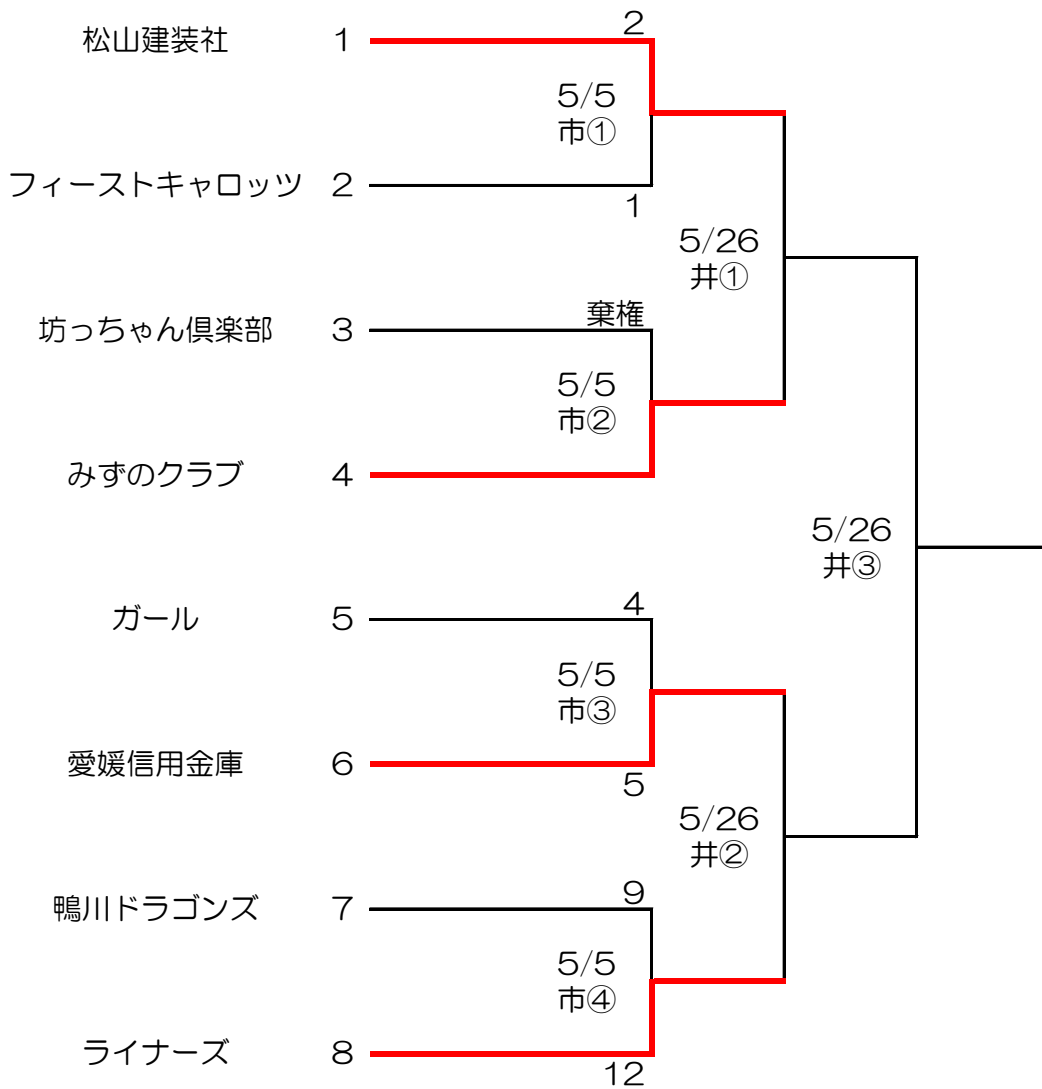 松山建装社 1 2
5/5
市①
フィーストキャロッツ 2 1
5/26
井①
坊っちゃん倶楽部 3 棄権
5/5
市②
みずのクラブ 4
5/26
井③
ガール 5 4
5/5
市③
愛媛信用金庫 6 5
5/26
井②
鴨川ドラゴンズ 7 9
5/5
市④
ライナーズ 8 12